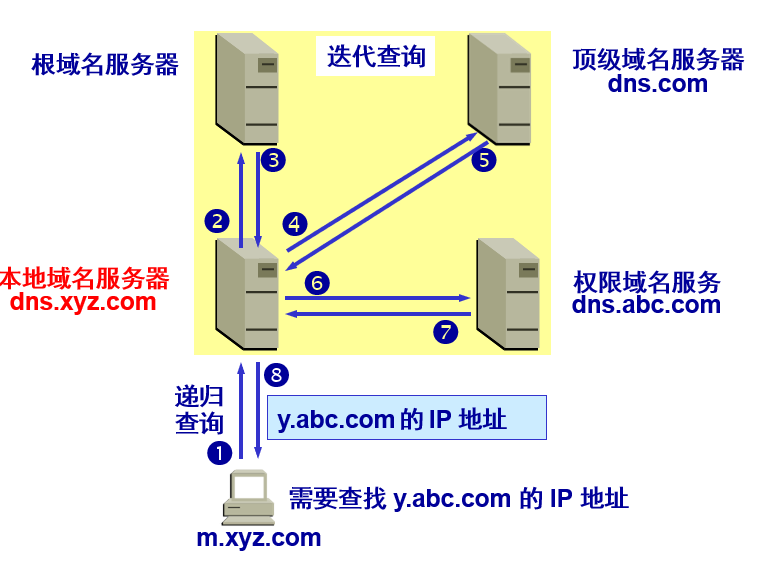 迭代查询
根域名服务器
顶级域名服务器
dns.com
3
5
2
4
本地域名服务器
dns.xyz.com
6
权限域名服务
dns.abc.com
7
8
递归
查询
y.abc.com 的 IP 地址
1
需要查找 y.abc.com 的 IP 地址
m.xyz.com